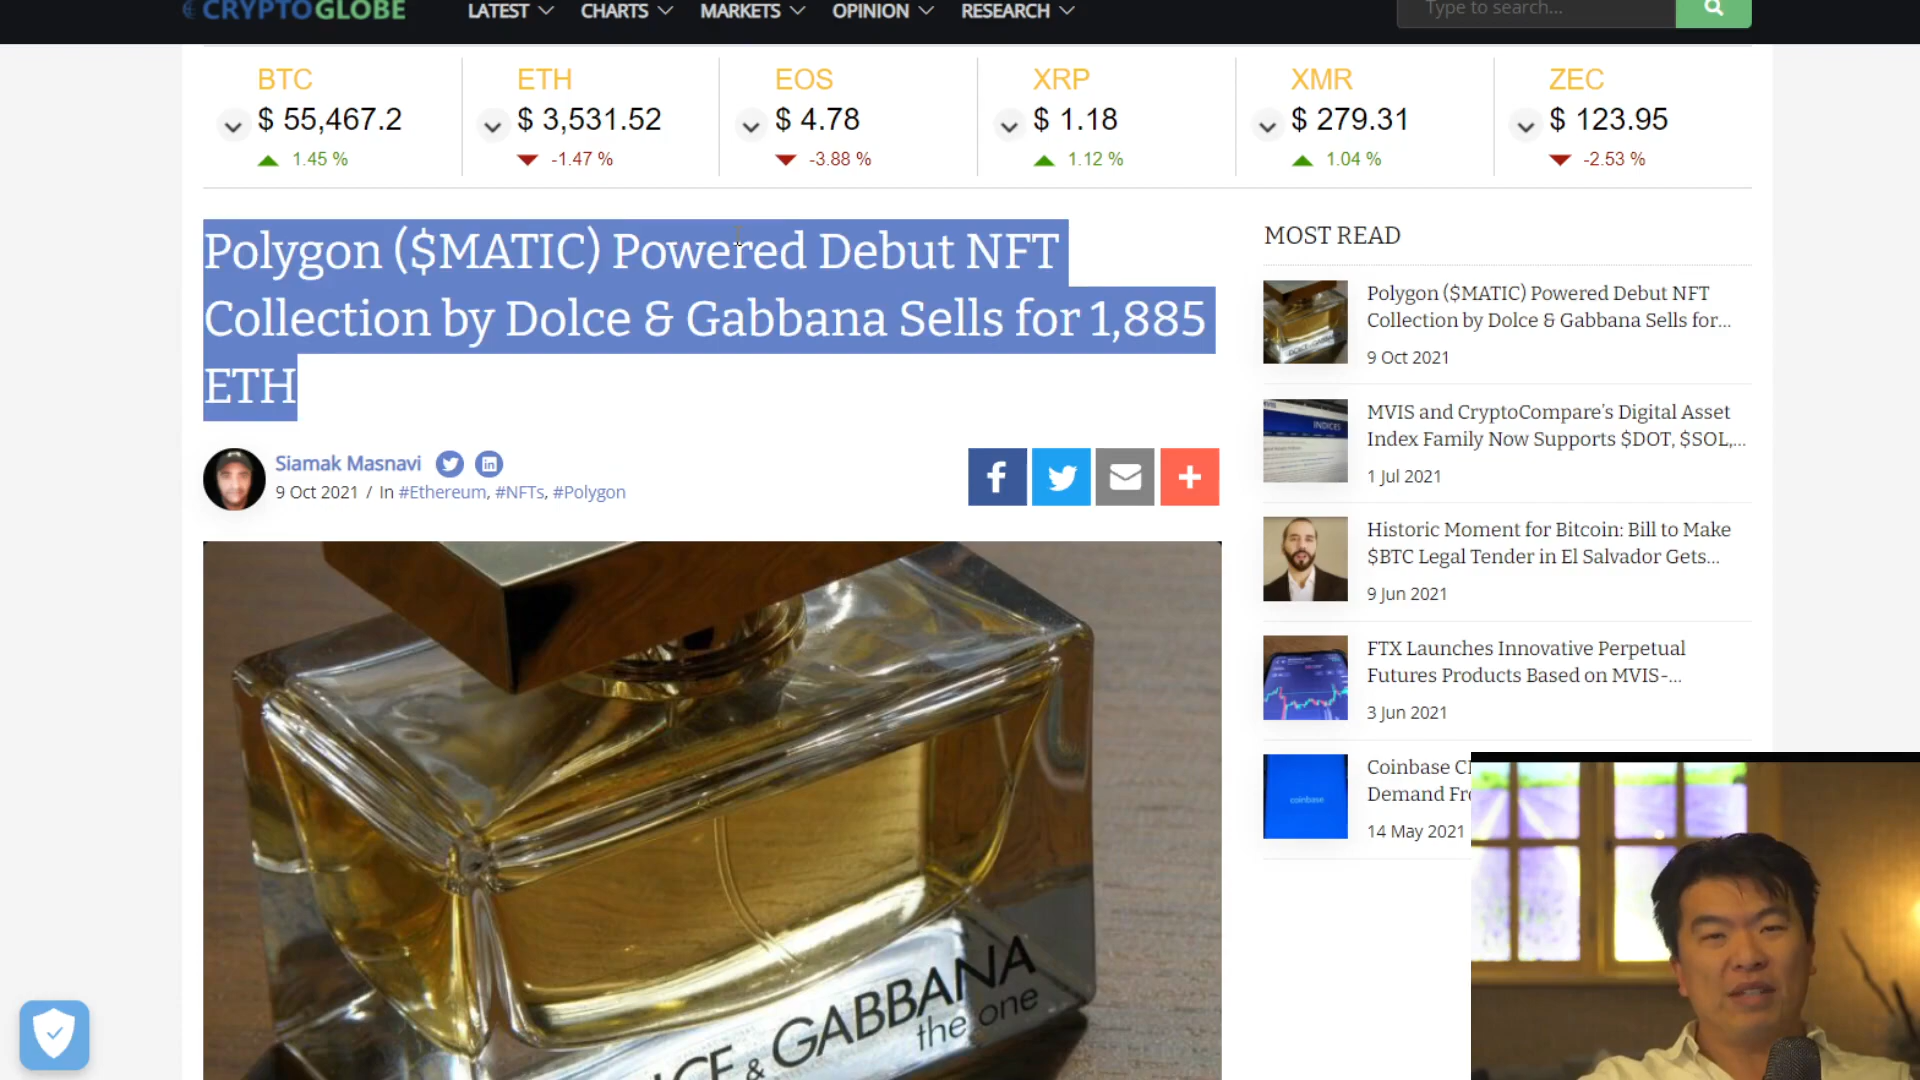 CRYPTOGLOBE
LATEST CHARTS MARKETS OPINION RESEARCH
Type to search...
BTC ETH EOS XRP XMR ZEC
$ 55,467.2 $ 3,531.52 $ 4.78 $ 1.18 $ 279.31 $ 123.95
1.45 % -1.47 % -3.88 % 1.12 % 1.04 % -2.53 %
Polygon ($MATIC) Powered Debut NFT
Collection by Dolce & Gabbana Sells for 1,885
ETH
Siamak Masnavi
9 Oct 2021 / In #Ethereum, #NFTs, #Polygon
GABBANA
the one
MOST READ
Polygon ($MATIC) Powered Debut NFT
Collection by Dolce & Gabbana Sells for...
9 Oct 2021
INDICES
MVIS and CryptoCompare's Digital Asset
Index Family Now Supports $DOT, $SOL,...
1 Jul 2021
Historic Moment for Bitcoin: Bill to Make
$BTC Legal Tender in El Salvador Gets...
9 Jun 2021
FTX Launches Innovative Perpetual
Futures Products Based on MVIS-...
3 Jun 2021
coinbase
Coinbase
Demand
14 May 2021